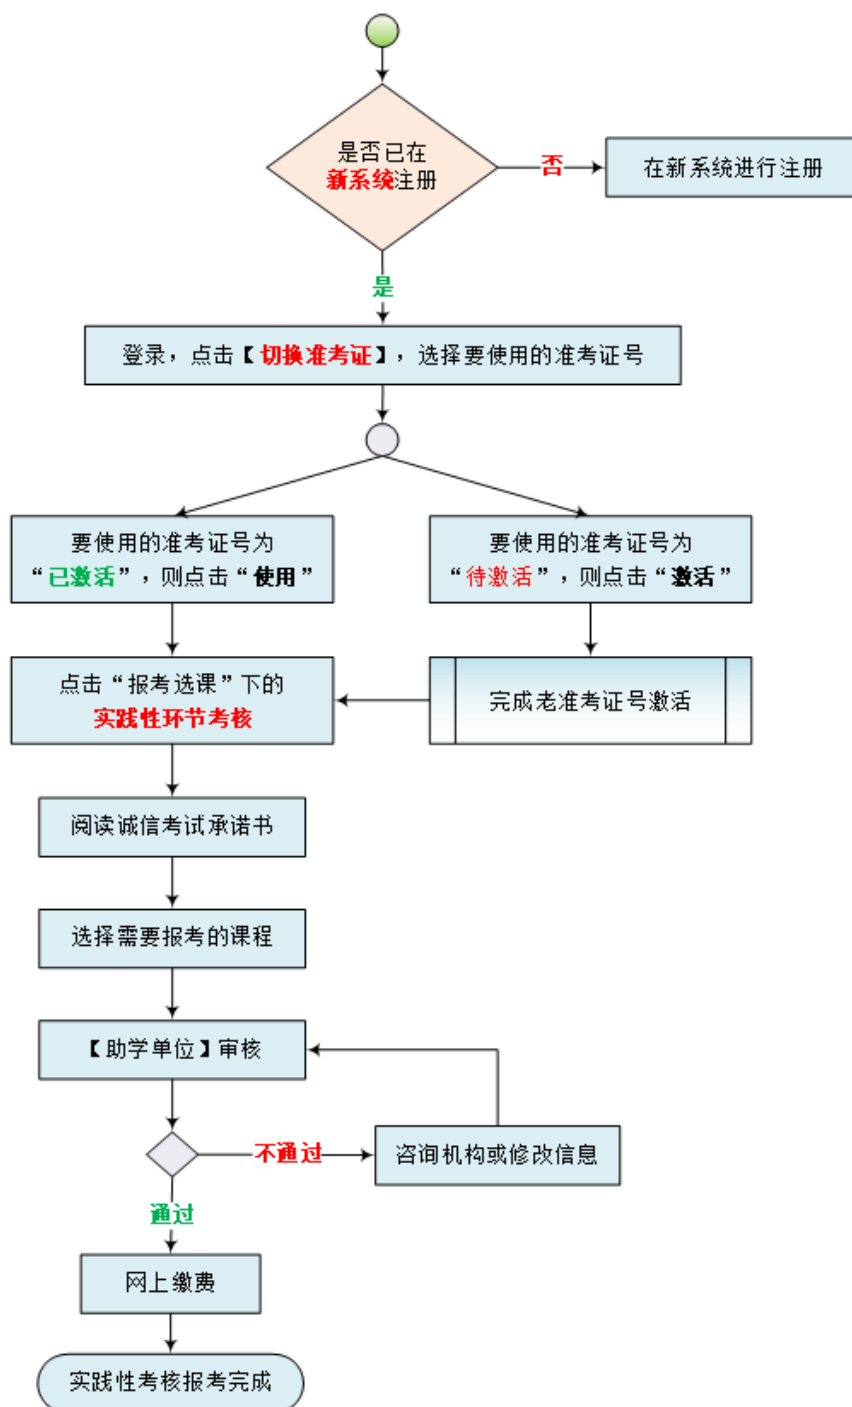 是否已在
新系统注册
否
在新系统进行注册
是
登录，点击【切换准考证】，选择要使用的准考证号
要使用的准考证号为
“已激活”，则点击“使用”
要使用的准考证号为
“待激活”，则点击“激活”
点击“报考选课”下的
实践性环节考核
完成老准考证号激活
阅读诚信考试承诺书
选择需要报考的课程
【助学单位】审核
不通过
咨询机构或修改信息
通过
网上缴费
实践性考核报考完成